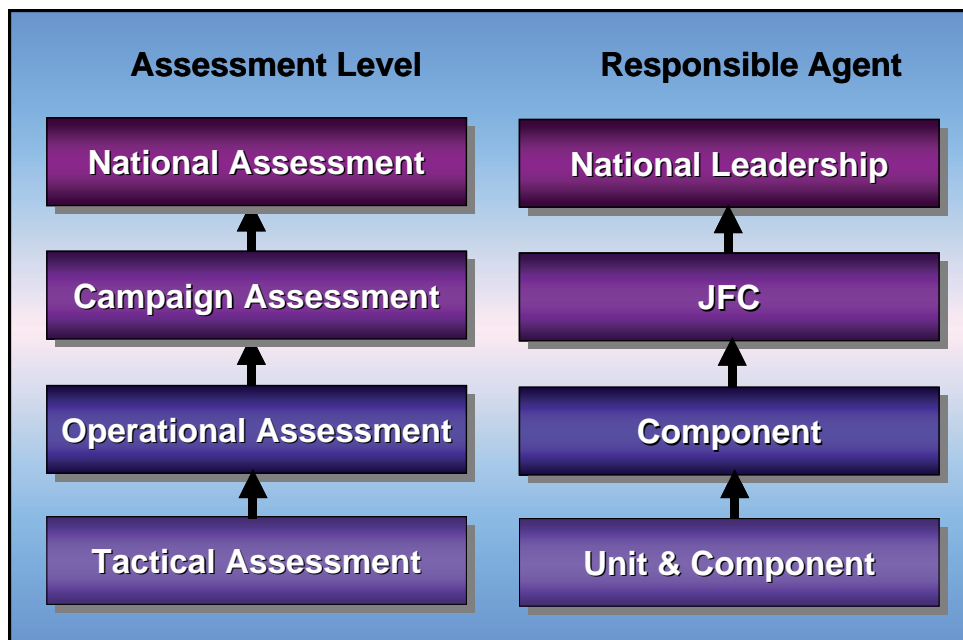 Assessment Level
Responsible Agent
National Assessment
National Leadership
Campaign Assessment
JFC
Operational Assessment
Component
Tactical Assessment
Unit & Component